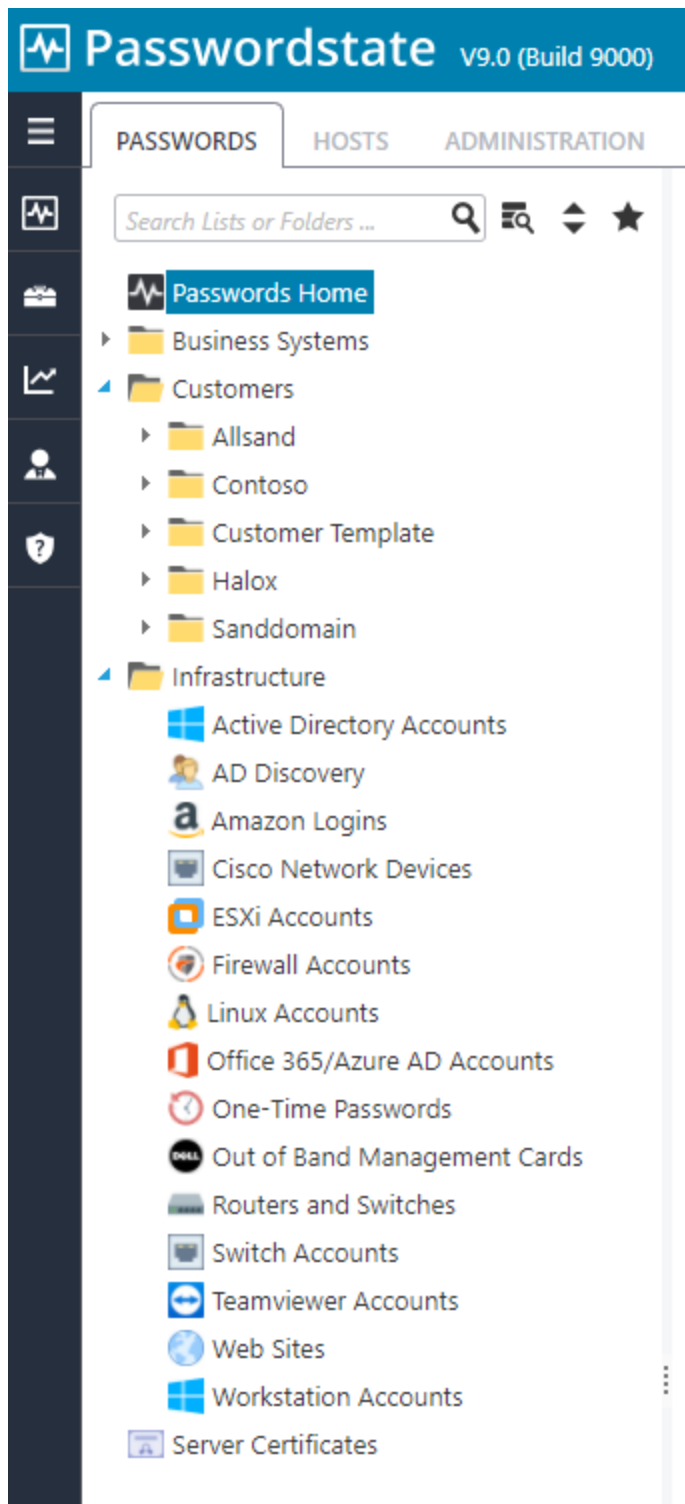 Passwordstate V9.0 (Build 9000)
PASSWORDS HOSTS ADMINISTRATION
Search Lists or Folders ...
Passwords Home
Business Systems
Customers
Allsand
Contoso
Customer Template
Halox
Sanddomain
Infrastructure
Active Directory Accounts
AD Discovery
a Amazon Logins
Cisco Network Devices
ESXi Accounts
Firewall Accounts
Linux Accounts
Office 365/Azure AD Accounts
One-Time Passwords
DELL Out of Band Management Cards
Routers and Switches
Switch Accounts
Teamviewer Accounts
Web Sites
Workstation Accounts
Server Certificates